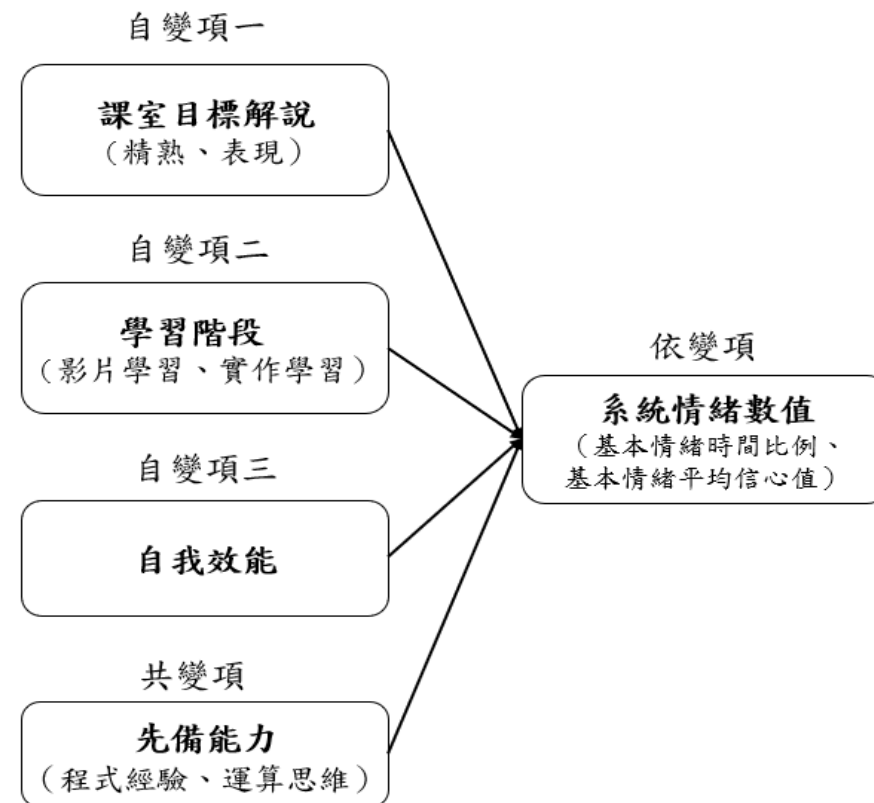 自變項一
課室目標解說
（精熟、表現）
自變項二
學習階段
（影片學習、實作學習）
自變項三
自我效能
共變項
先備能力
（程式經驗、運算思維）
依變項
系統情緒數值
（基本情緒時間比例、
基本情緒平均信心值）